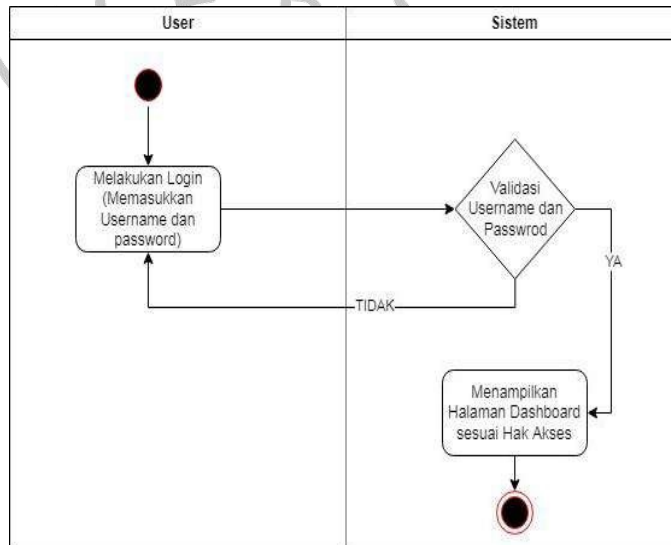 User
Sistem
Melakukan Login
(Memasukkan
Username dan
password)
Validasi
Username dan
Passwrod
YA
TIDAK
Menampilkan
Halaman Dashboard
sesuai Hak Akses